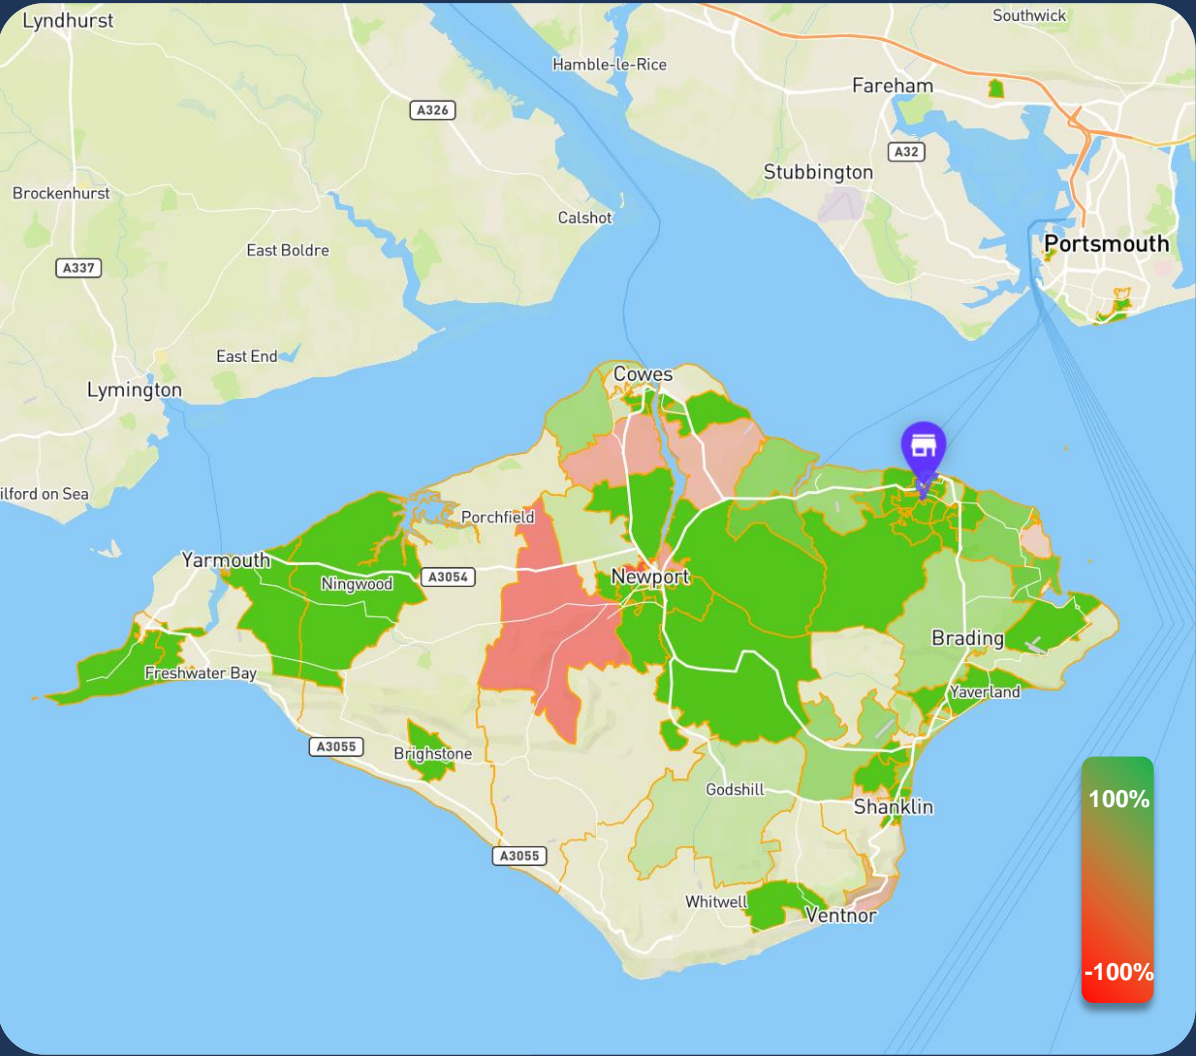 Lyndhurst
Southwick
Hamble-le-Rice
Fareham
A326
A32
Stubbington
Brockenhurst
Calshot
Portsmouth
East Boldre
A337
East End
Cowes
Lymington
ilford on Sea
Porchfield
Yarmouth
Newport
Ningwood
A3054
Brading
Freshwater Bay
Yaverland
A3055
Brighstone
Godshill
100%
Shanklin
A3055
Whitwell
Ventnor
-100%